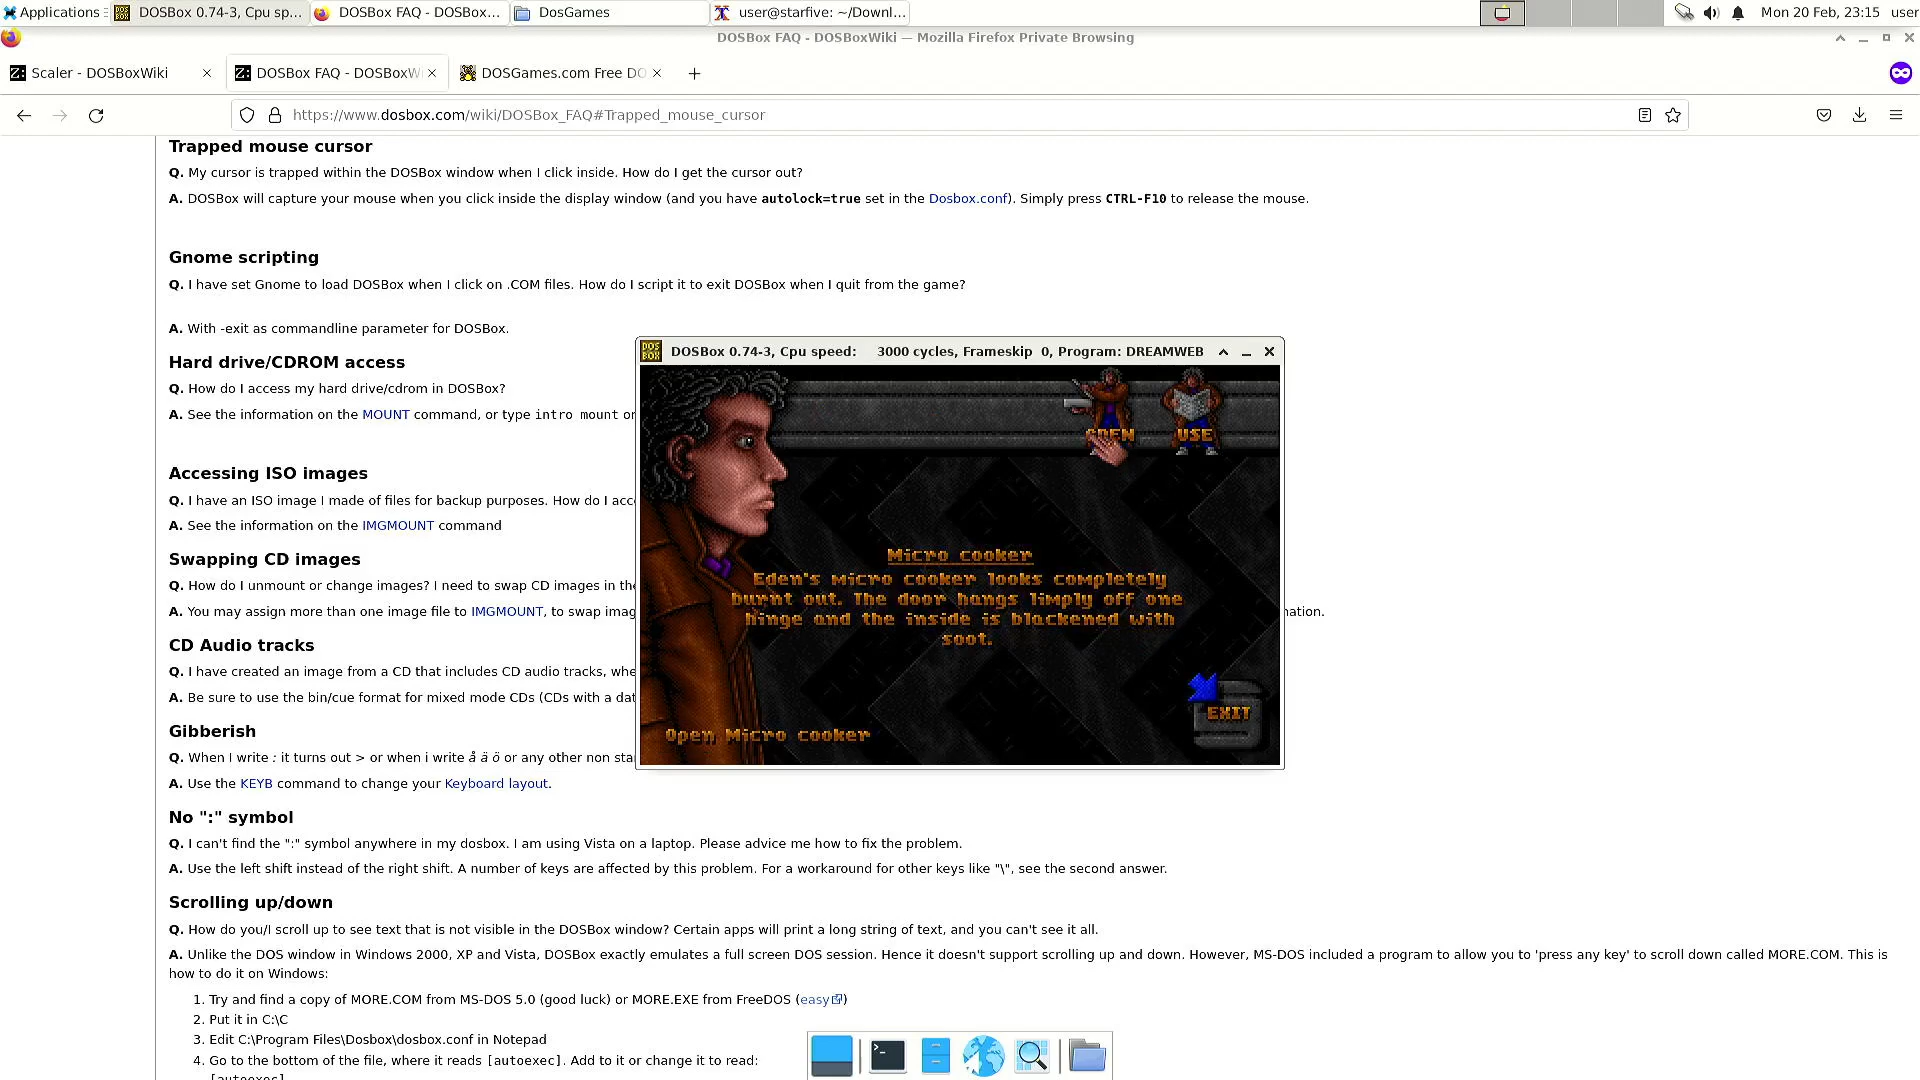 Applications
DOSBox 0.74-3, Cpu sp...
DOSBox FAQ - DOSBox...
DosGames
user@starfive: ~/Downl...
Mon 20 Feb, 23:15
user
DOSBox FAQ - DOSBoxWiki — Mozilla Firefox Private Browsing
Scaler - DOSBoxWiki
DOSBox FAQ - DOSBoxW
DOSGames.com Free DO
https://www.dosbox.com/wiki/DOSBox_FAQ#Trapped_mouse_cursor
Trapped mouse cursor
Q. My cursor is trapped within the DOSBox window when I click inside. How do I get the cursor out?
A. DOSBox will capture your mouse when you click inside the display window (and you have autolock=true set in the Dosbox.conf). Simply press CTRL-F10 to release the mouse.
Gnome scripting
Q. I have set Gnome to load DOSBox when I click on .COM files. How do I script it to exit DOSBox when I quit from the game?
A. With -exit as commandline parameter for DOSBox.
Hard drive/CDROM access
Q. How do I access my hard drive/cdrom in DOSBox?
A. See the information on the MOUNT command, or type intro mount or
Accessing ISO images
Q. I have an ISO image I made of files for backup purposes. How do I acc
A. See the information on the IMGMOUNT command
Swapping CD images
Q. How do I unmount or change images? I need to swap CD images in the
A. You may assign more than one image file to IMGMOUNT, to swap imag
nation.
CD Audio tracks
Q. I have created an image from a CD that includes CD audio tracks, whe
A. Be sure to use the bin/cue format for mixed mode CDs (CDs with a dat
Gibberish
Q. When I write : it turns out > or when i write å ä ö or any other non sta
A. Use the KEYB command to change your Keyboard layout.
DOSBox 0.74-3, Cpu speed: 3000 cycles, Frameskip 0, Program: DREAMWEB
OPEN
USE
Micro cooker
Eden's micro cooker looks completely
burnt out. The door hangs limply off one
hinge and the inside is blackened with
soot.
EXIT
Open Micro cooker
No ":" symbol
Q. I can't find the ":" symbol anywhere in my dosbox. I am using Vista on a laptop. Please advice me how to fix the problem.
A. Use the left shift instead of the right shift. A number of keys are affected by this problem. For a workaround for other keys like "\", see the second answer.
Scrolling up/down
Q. How do you/I scroll up to see text that is not visible in the DOSBox window? Certain apps will print a long string of text, and you can't see it all.
A. Unlike the DOS window in Windows 2000, XP and Vista, DOSBox exactly emulates a full screen DOS session. Hence it doesn't support scrolling up and down. However, MS-DOS included a program to allow you to 'press any key' to scroll down called MORE.COM. This is
how to do it on Windows:
1. Try and find a copy of MORE.COM from MS-DOS 5.0 (good luck) or MORE.EXE from FreeDOS (easy)
2. Put it in C:\C
3. Edit C:\Program Files\Dosbox\dosbox.conf in Notepad
4. Go to the bottom of the file, where it reads [autoexec]. Add to it or change it to read:
[autoexec]